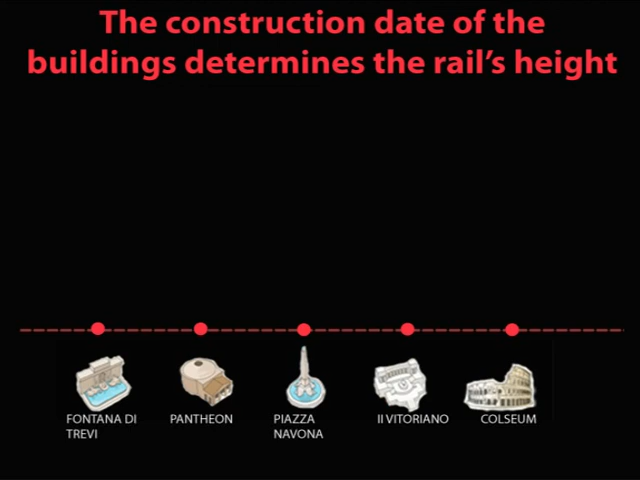 The construction date of the
buildings determines the rail's height
FONTANA DI
TREVI
PANTHEON
PIAZZA
NAVONA
II VITORIANO
COLSEUM